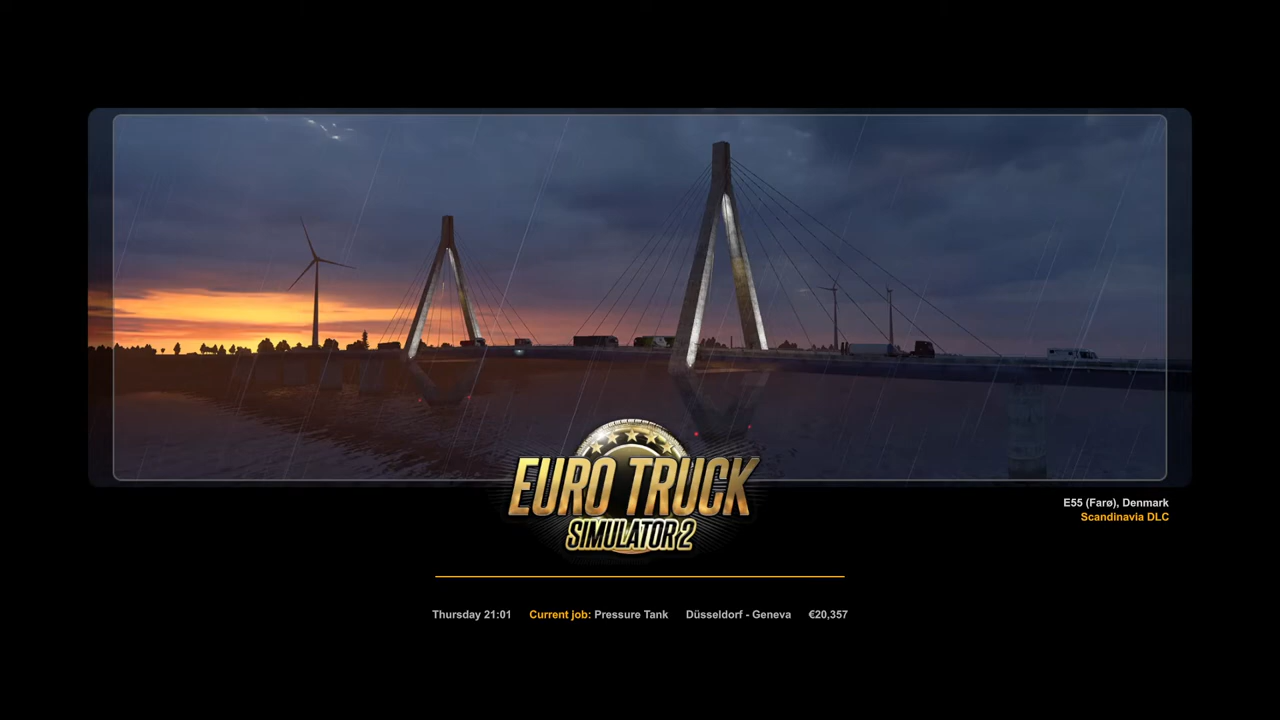 EURO TRUCK
SIMULATOR 2
E55 (Farø), Denmark
Scandinavia DLC
Thursday 21:01 Current job: Pressure Tank Düsseldorf - Geneva €20,357